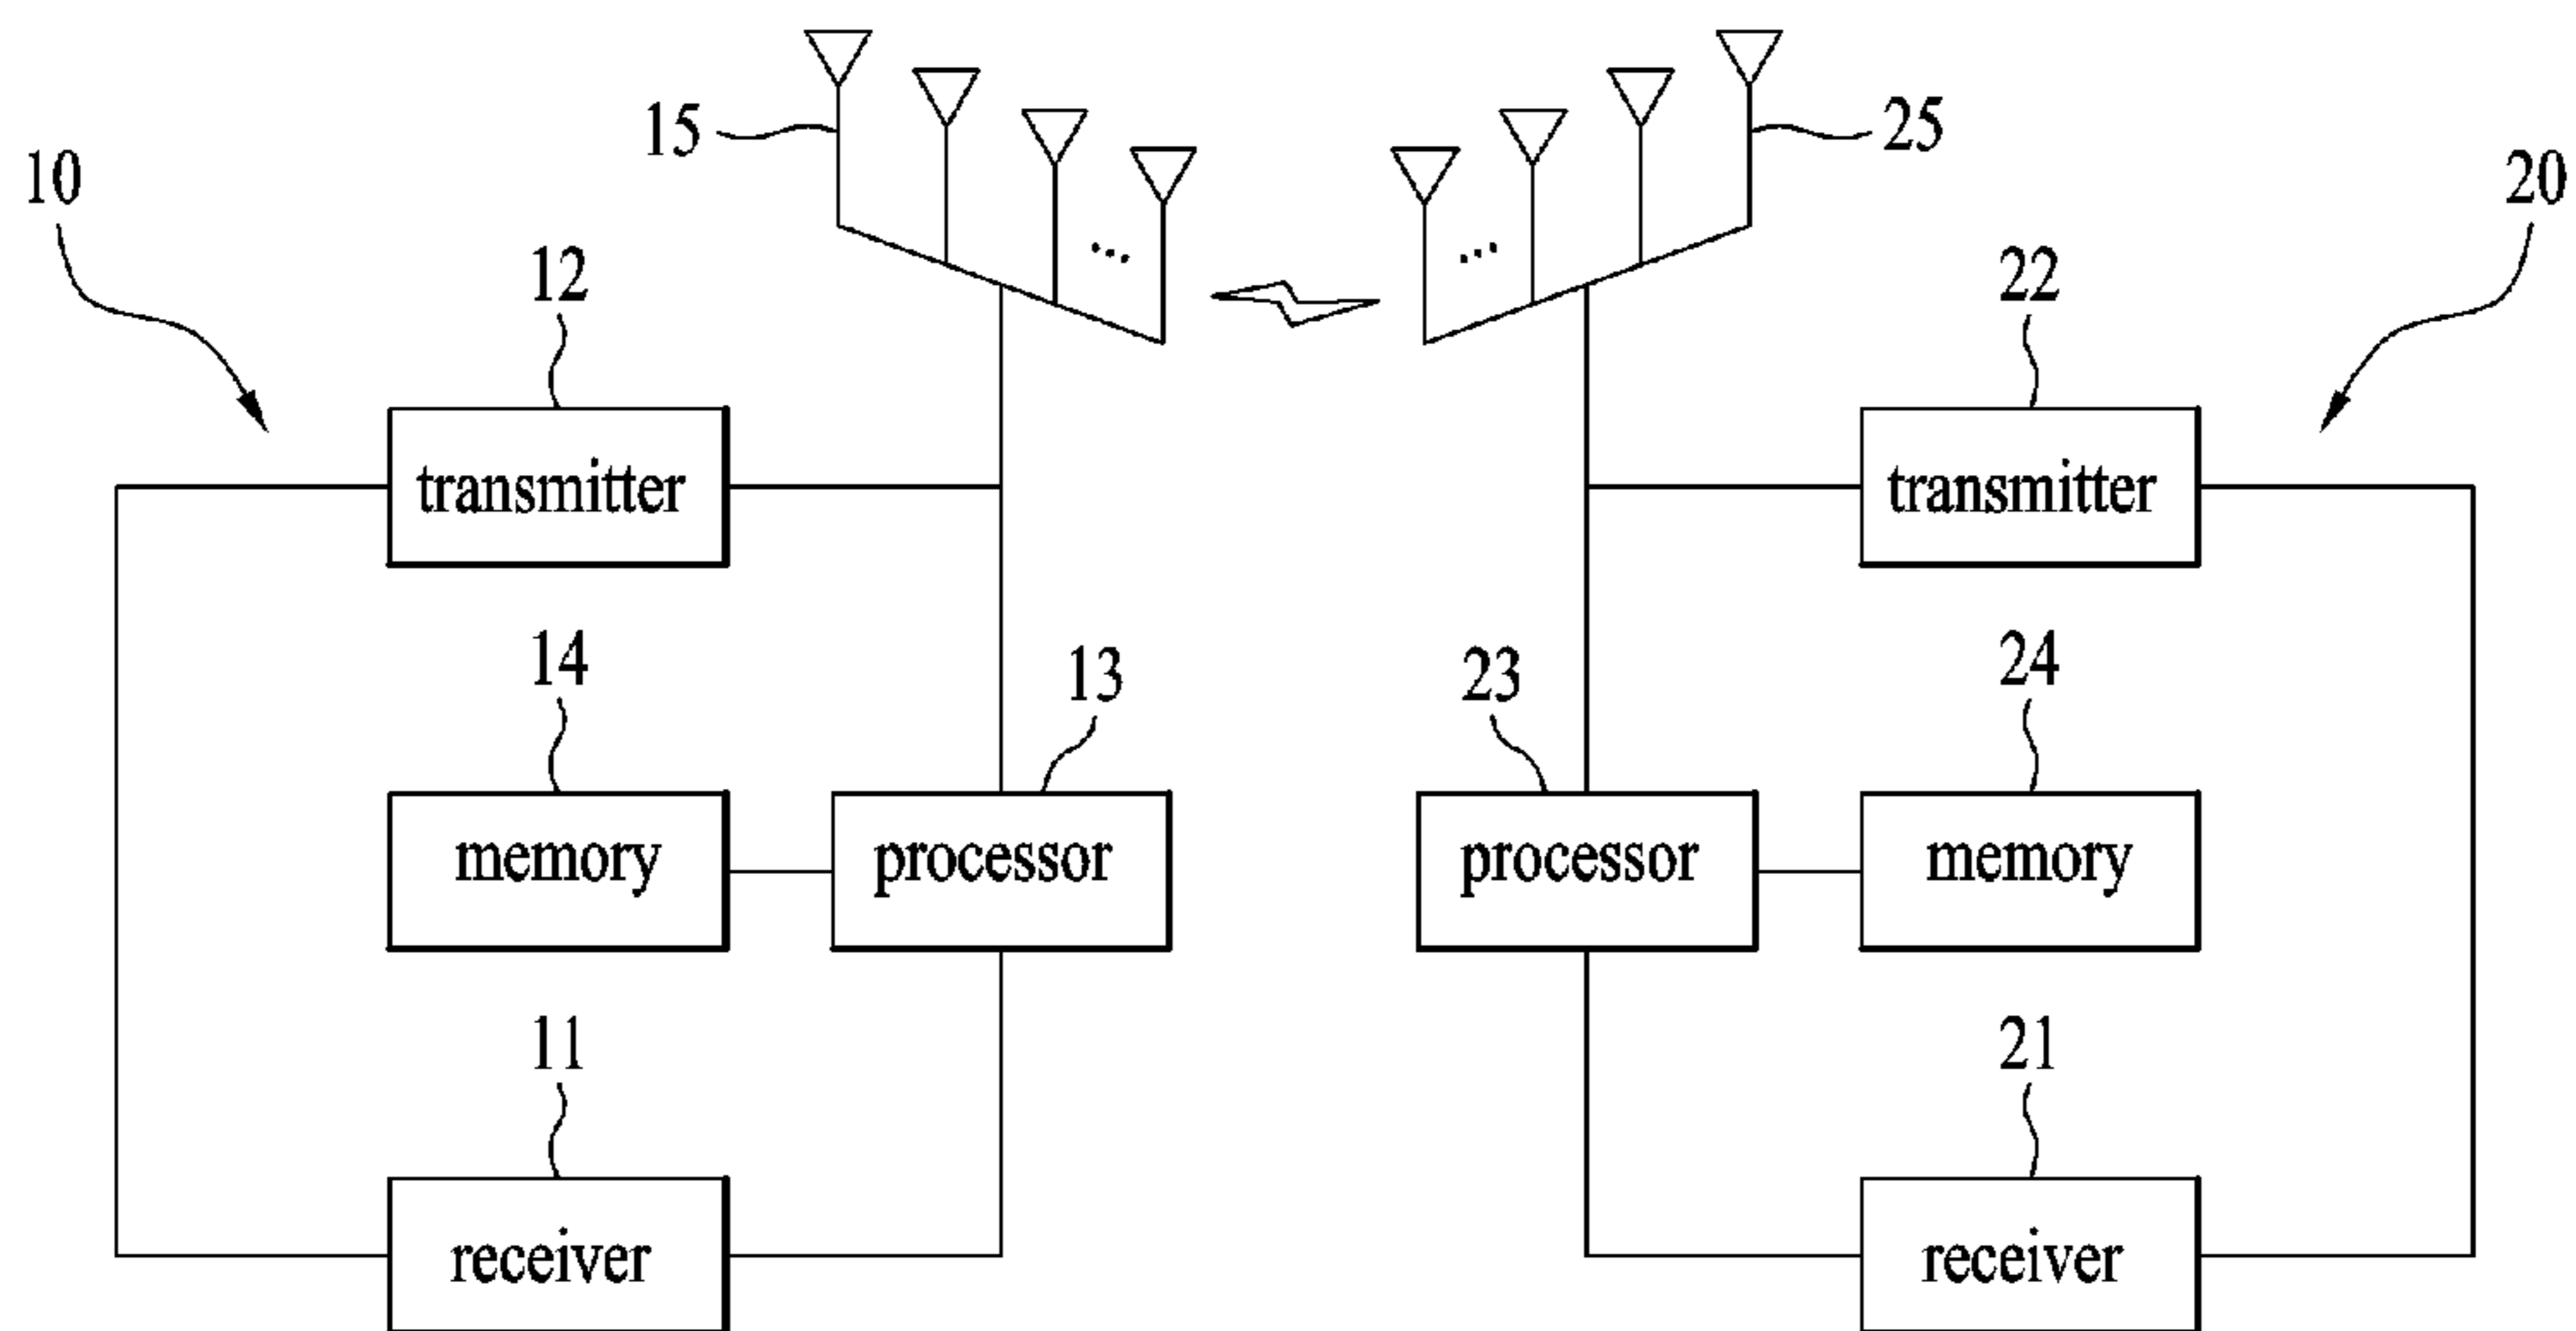 15
25
10
20
12
22
transmitter
transmitter
14
13
23
24
memory
processor
processor
memory
11
21
receiver
receiver